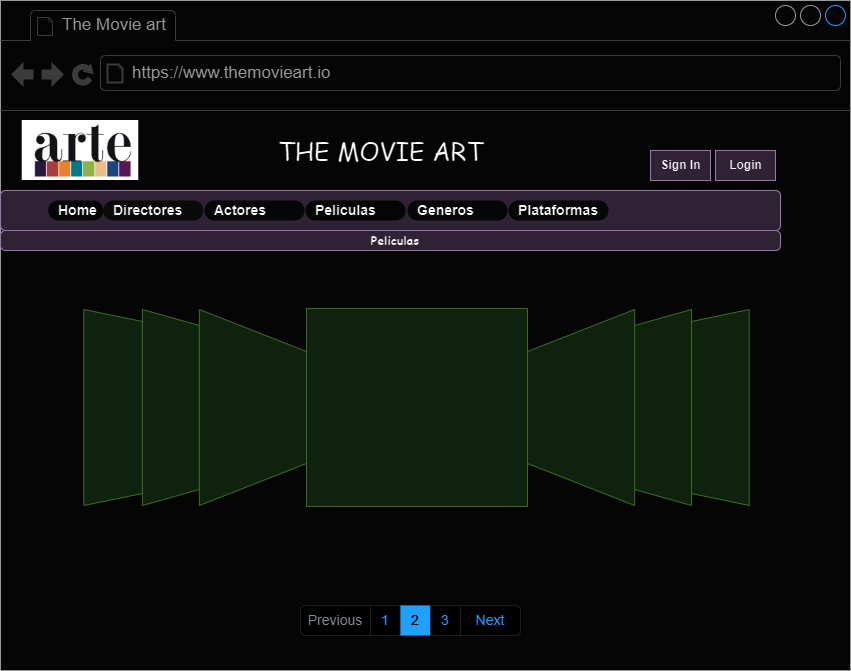 The Movie art
https://www.themovieart.io
arte
THE MOVIE ART
Sign In Login
Home Directores Actores Peliculas Generos Plataformas
Películas
Previous 1 2 3 Next